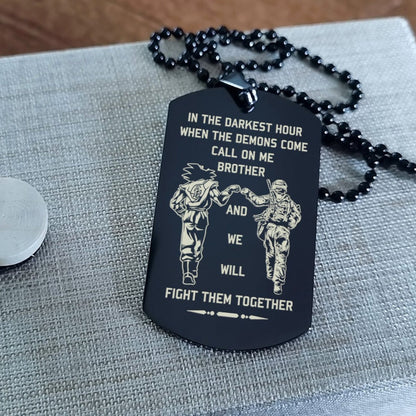 IN THE DARKEST HOUR
WHEN THE DEMONS COME
CALL ON ME
BROTHER
AND
WE
WILL
FIGHT THEM TOGETHER